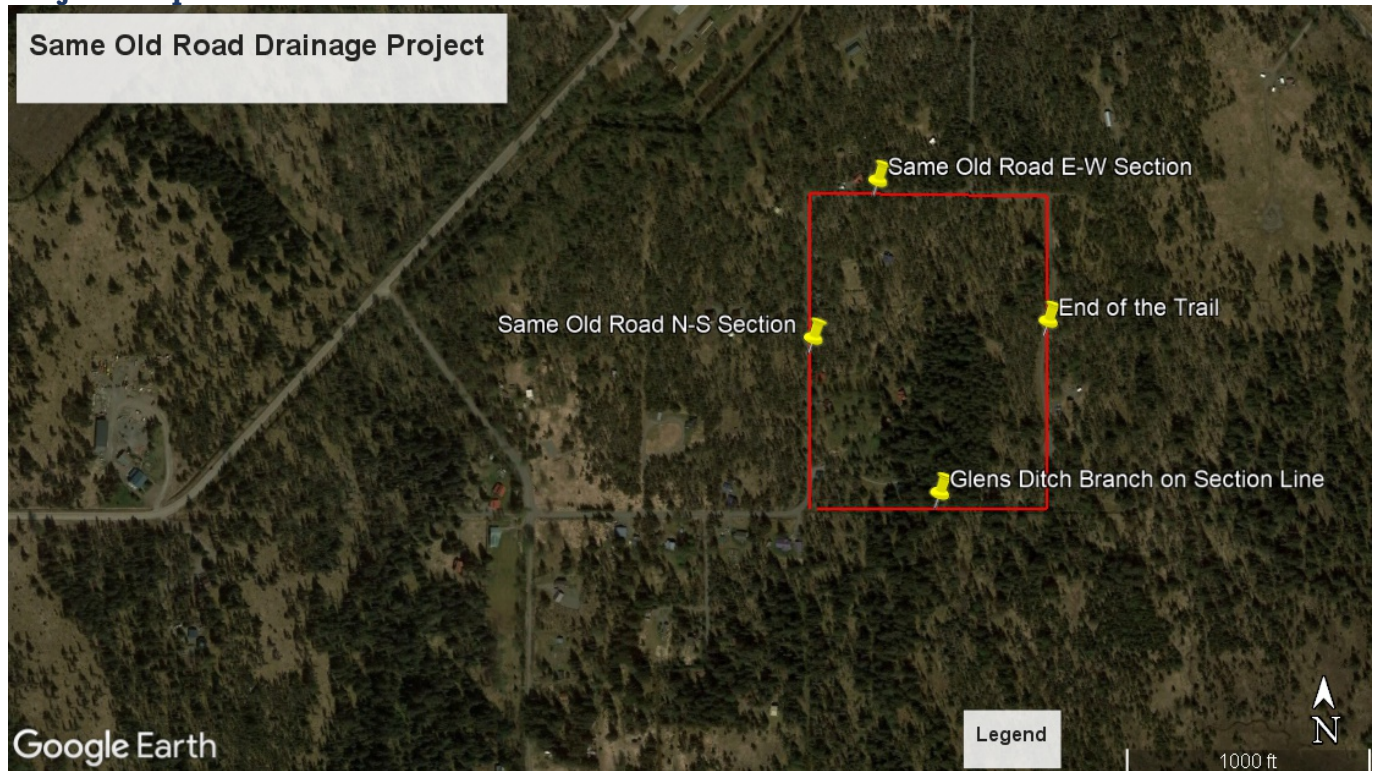 Same Old Road Drainage Project
Same Old Road E-W Section
End of the Trail
Same Old Road N-S Section
Glens Ditch Branch on Section Line
Legend
N
Google Earth
1000 ft